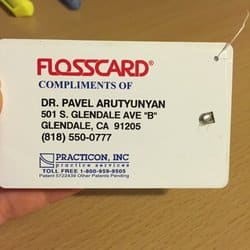 FLOSSCARD®
COMPLIMENTS OF
DR. PAVEL ARUTYUNYAN
501 S. GLENDALE AVE "B"
GLENDALE, CA 91205
(818) 550-0777
PRACTICON, INC
practice services
TOLL FREE 1-800-959-9505
Patent 5722439 Other Patents Pending